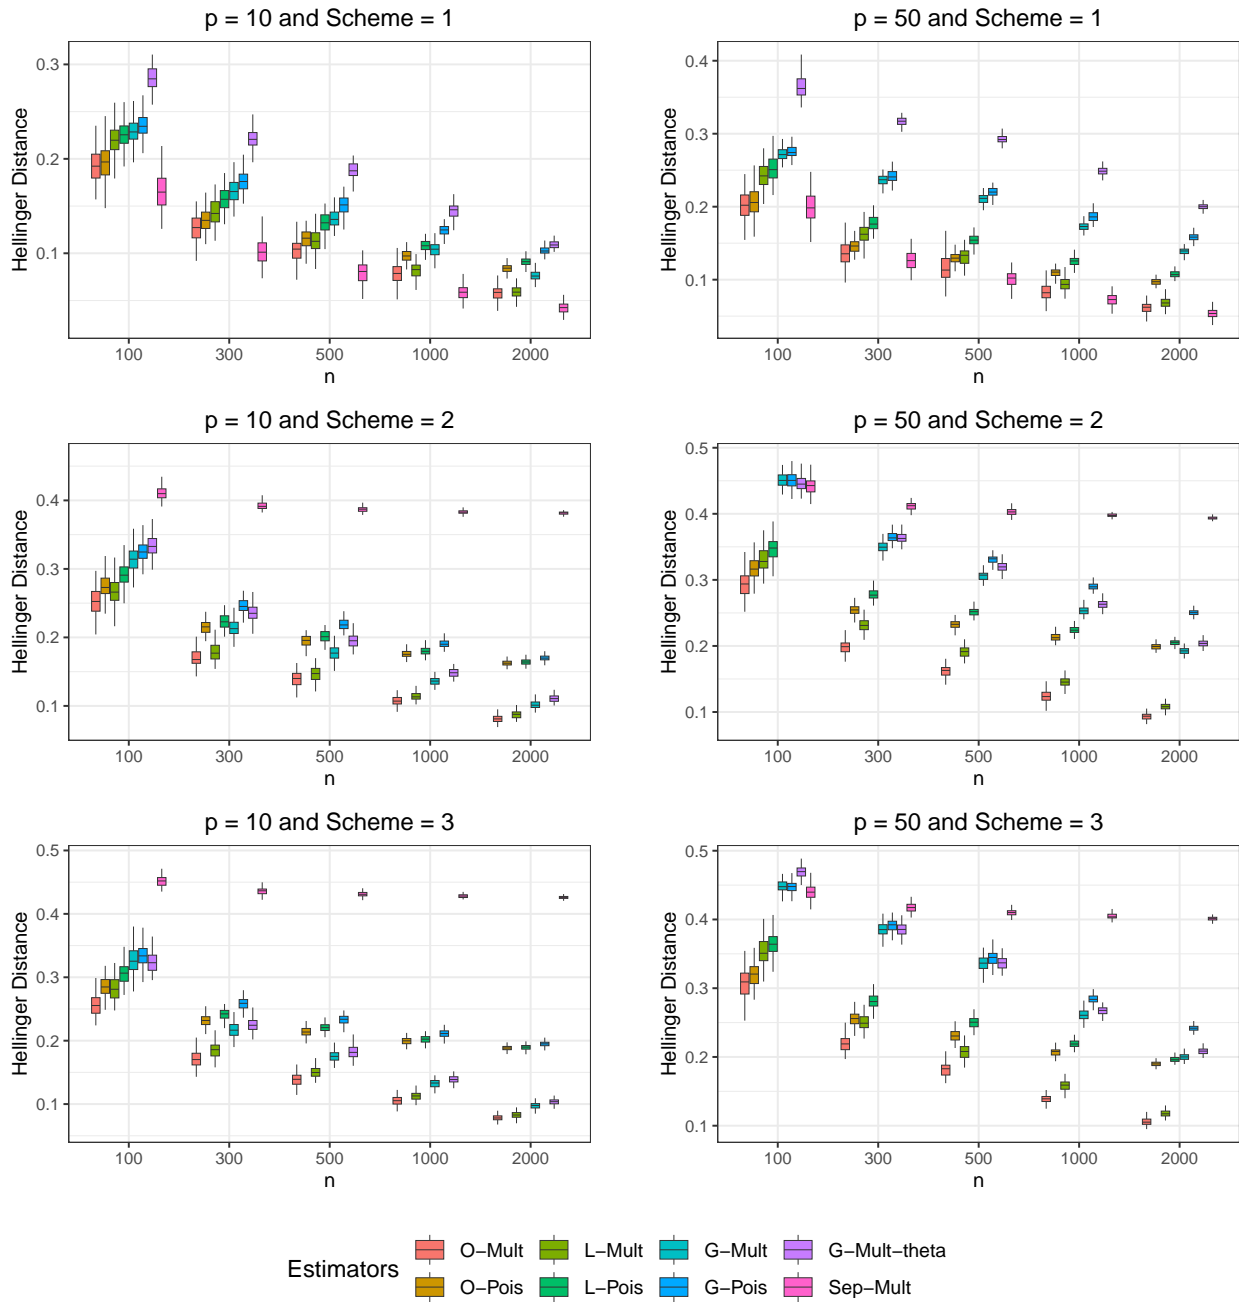 p = 10 and Scheme = 1
Hellinger Distance
0.3
0.2
0.1
100 300 500 1000 2000
n
p = 50 and Scheme = 1
Hellinger Distance
0.4
0.3
0.2
0.1
100 300 500 1000 2000
n
p = 10 and Scheme = 2
Hellinger Distance
0.4
0.3
0.2
0.1
100 300 500 1000 2000
n
p = 50 and Scheme = 2
Hellinger Distance
0.5
0.4
0.3
0.2
0.1
100 300 500 1000 2000
n
p = 10 and Scheme = 3
Hellinger Distance
0.5
0.4
0.3
0.2
0.1
100 300 500 1000 2000
n
p = 50 and Scheme = 3
Hellinger Distance
0.5
0.4
0.3
0.2
0.1
100 300 500 1000 2000
n
Estimators
O−Mult L−Mult G−Mult G−Mult−theta
O−Pois L−Pois G−Pois Sep−Mult